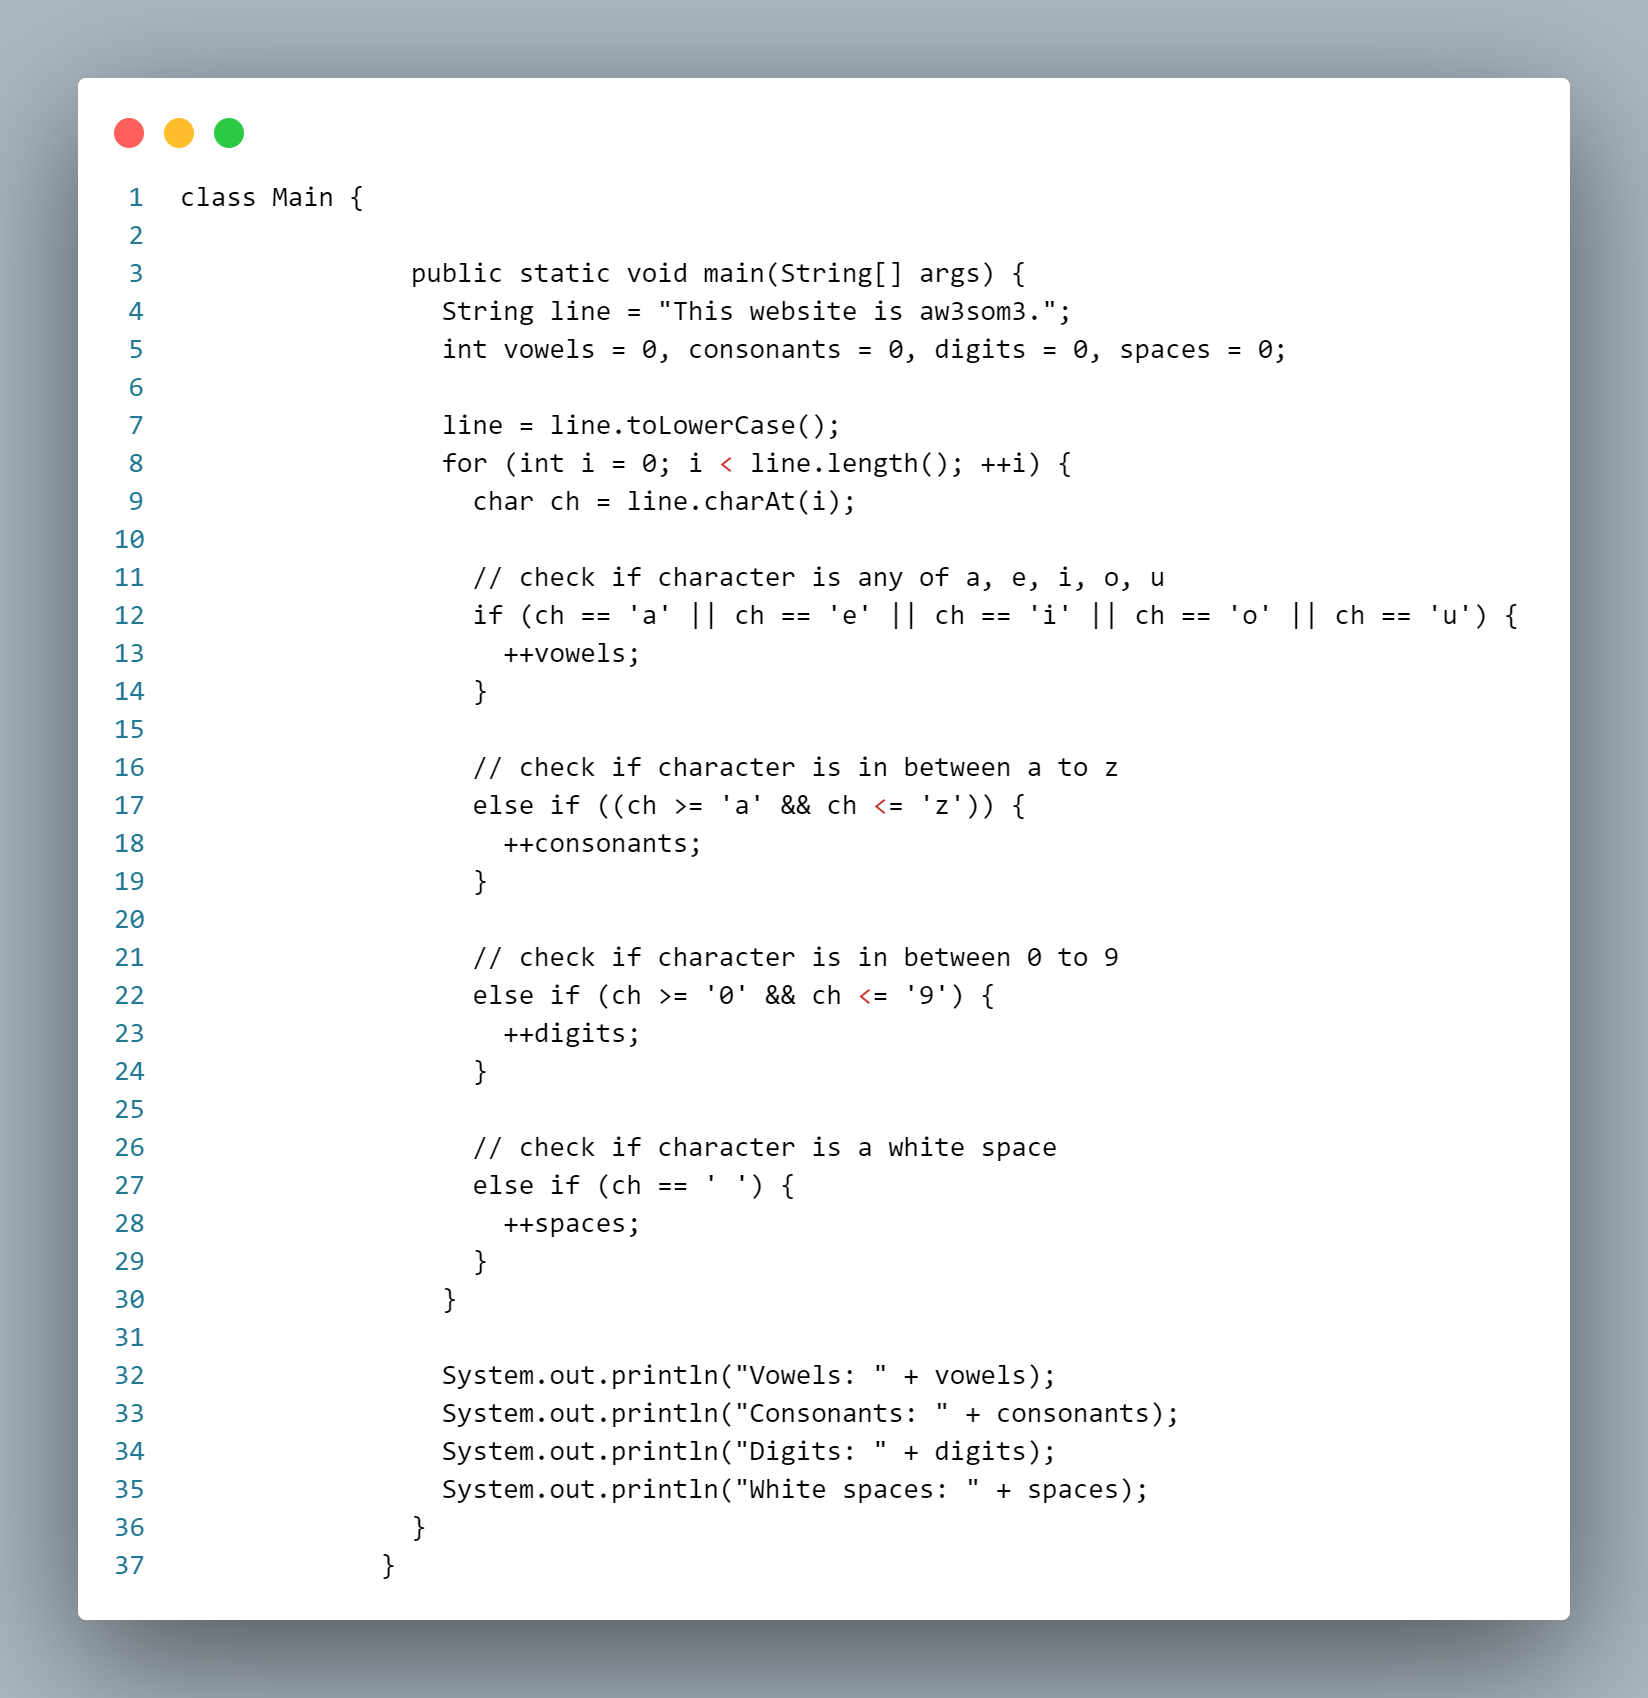 1 class Main {
2
3 public static void main(String[] args) {
4 String line = "This website is aw3som3.";
5 int vowels = 0, consonants = 0, digits = 0, spaces = 0;
6
7 line = line.toLowerCase();
8 for (int i = 0; i < line.length(); ++i) {
9 char ch = line.charAt(i);
10
11 // check if character is any of a, e, i, o, u
12 if (ch == 'a' || ch == 'e' || ch == 'i' || ch == 'o' || ch == 'u') {
13 ++vowels;
14 }
15
16 // check if character is in between a to z
17 else if ((ch >= 'a' && ch <= 'z')) {
18 ++consonants;
19 }
20
21 // check if character is in between 0 to 9
22 else if (ch >= '0' && ch <= '9') {
23 ++digits;
24 }
25
26 // check if character is a white space
27 else if (ch == ' ') {
28 ++spaces;
29 }
30 }
31
32 System.out.println("Vowels: " + vowels);
33 System.out.println("Consonants: " + consonants);
34 System.out.println("Digits: " + digits);
35 System.out.println("White spaces: " + spaces);
36 }
37 }